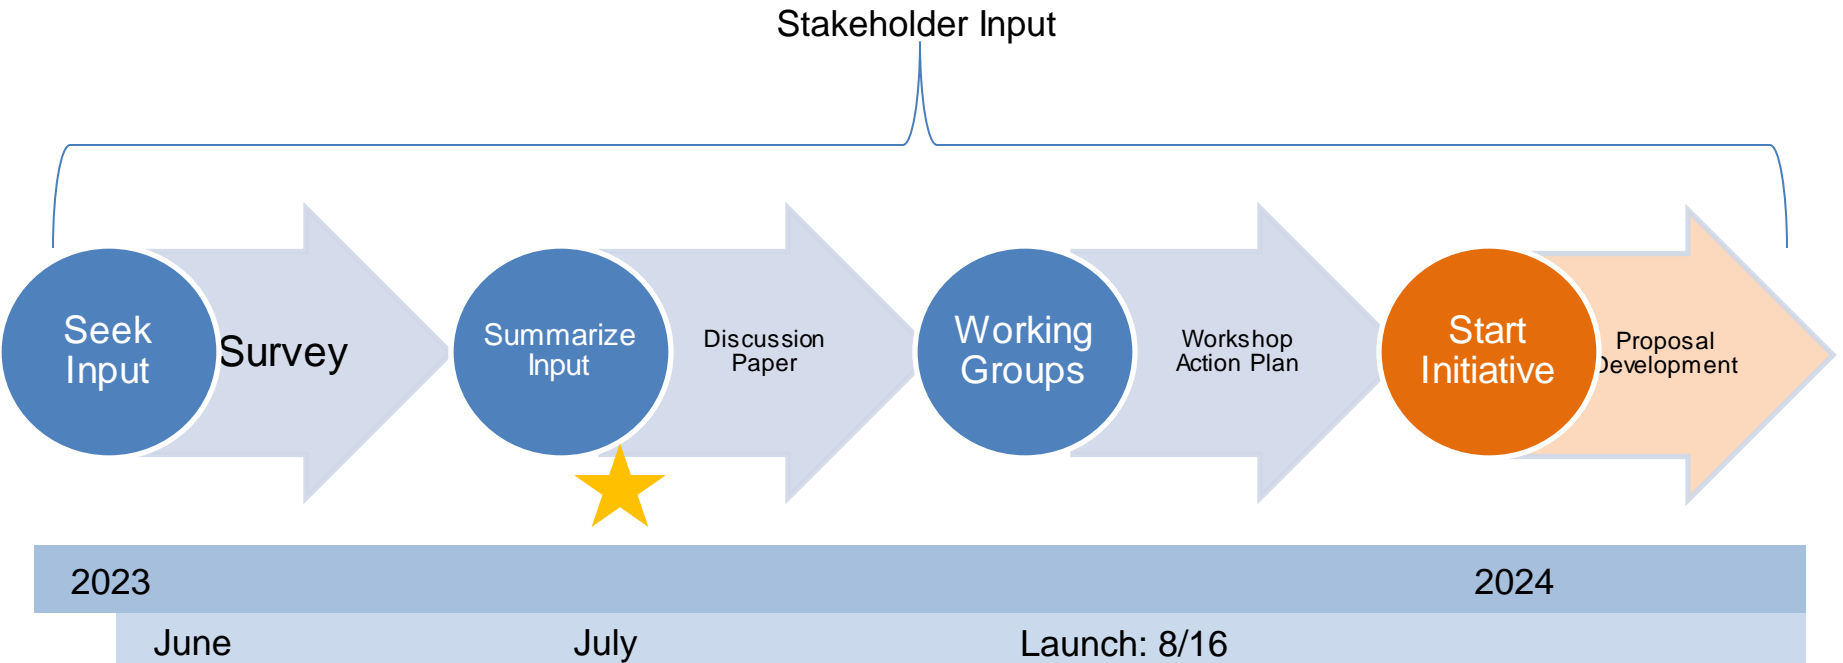 Stakeholder Input
Seek
Input
Survey
Summarize
Input
Discussion
Paper
Working
Groups
Workshop
Action Plan
Start
Initiative
Proposal
Development
2023
2024
June
July
Launch: 8/16